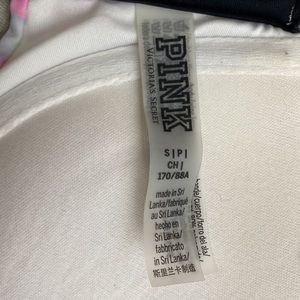 PINK
VICTORIA'S SECRET
S|P|
CH|
170/88A
made in Sri
Lanka/fabriqué
au Sri Lanka/
hecho en
Sri Lanka/
fabbricato
in Sri Lanka/
斯里兰卡制造